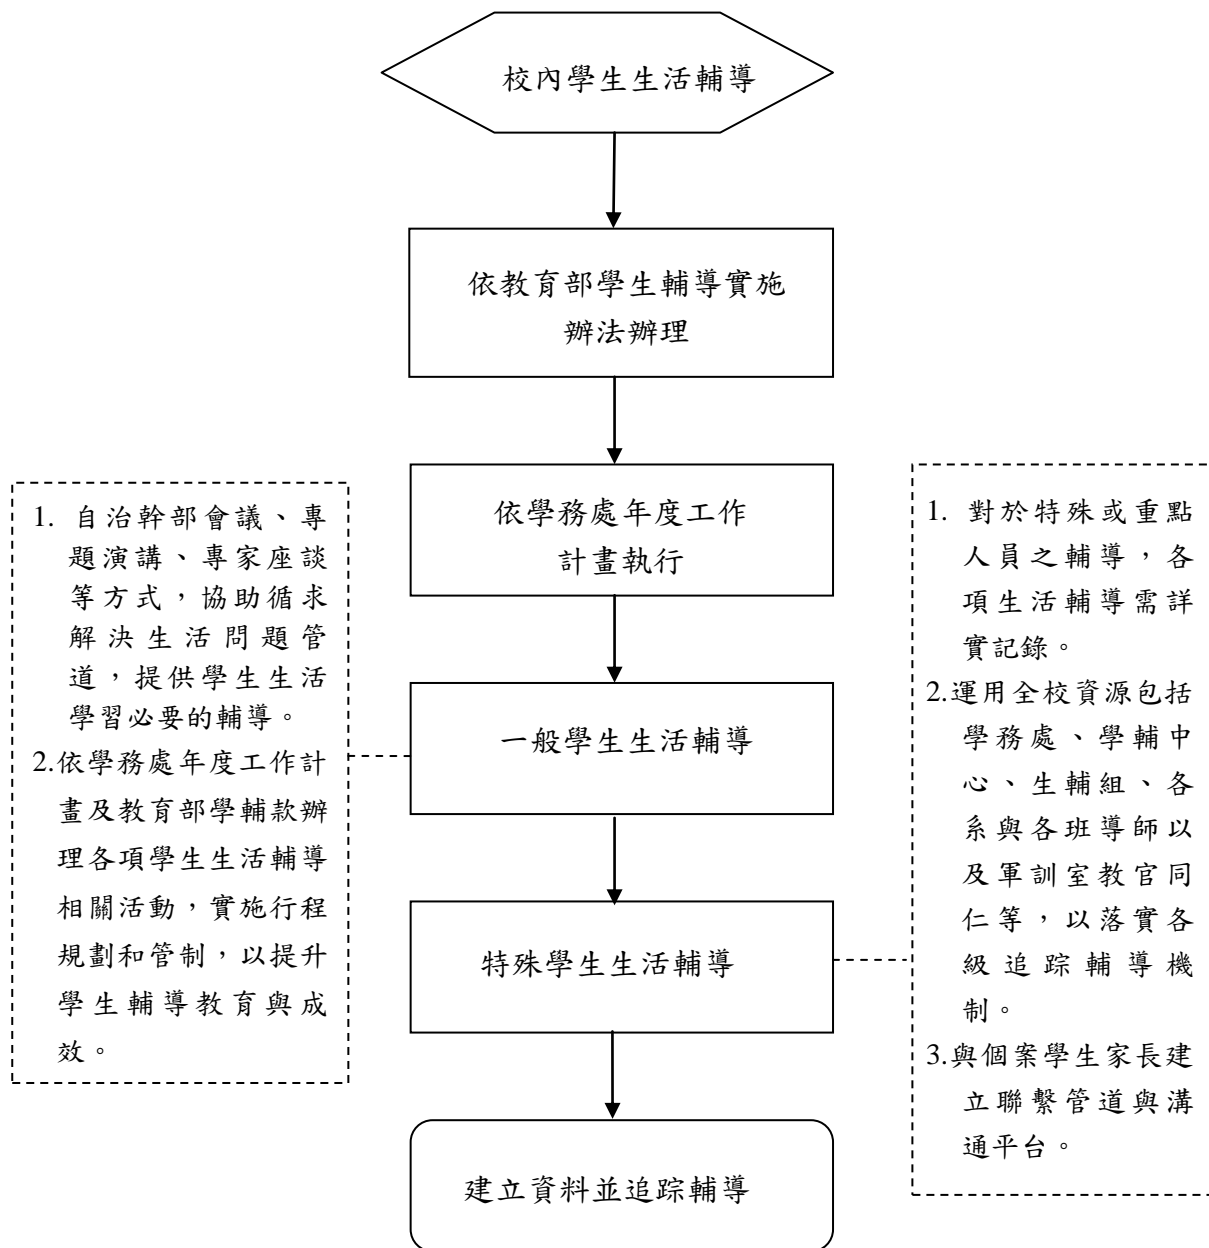 校內學生生活輔導
依教育部學生輔導實施
辦法辦理
依學務處年度工作
計畫執行
一般學生生活輔導
特殊學生生活輔導
建立資料並追踪輔導
1. 自治幹部會議、專
題演講、專家座談
等方式，協助循求
解決生活問題管
道，提供學生生活
學習必要的輔導。
2.依學務處年度工作計
畫及教育部學輔款辦
理各項學生生活輔導
相關活動，實施行程
規劃和管制，以提升
學生輔導教育與成
效。
1. 對於特殊或重點
人員之輔導，各
項生活輔導需詳
實記錄。
2.運用全校資源包括
學務處、學輔中
心、生輔組、各
系與各班導師以
及軍訓室教官同
仁等，以落實各
級追踪輔導機
制。
3.與個案學生家長建
立聯繫管道與溝
通平台。